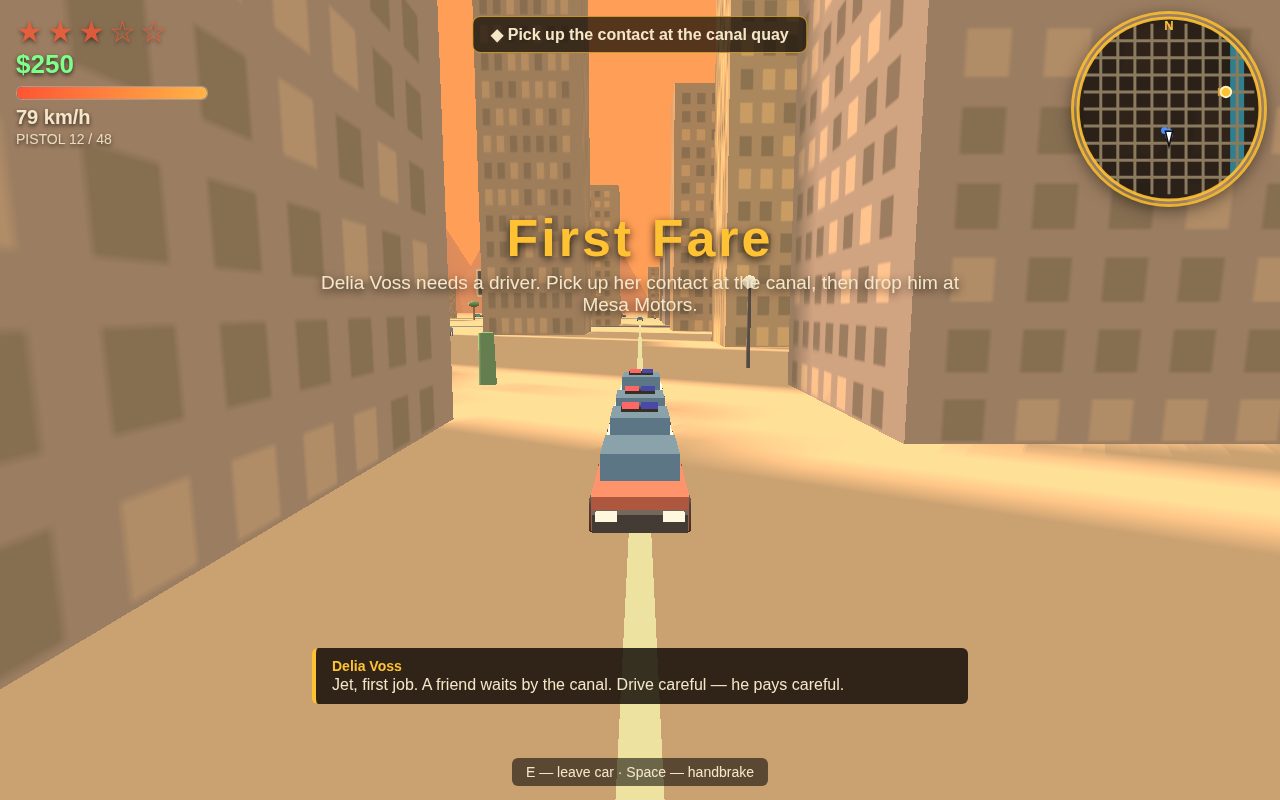 $250
79 km/h
PISTOL 12 / 48
◆ Pick up the contact at the canal quay
N
First Fare
Delia Voss needs a driver. Pick up her contact at the canal, then drop him at
Mesa Motors.
Delia Voss
Jet, first job. A friend waits by the canal. Drive careful — he pays careful.
E — leave car · Space — handbrake